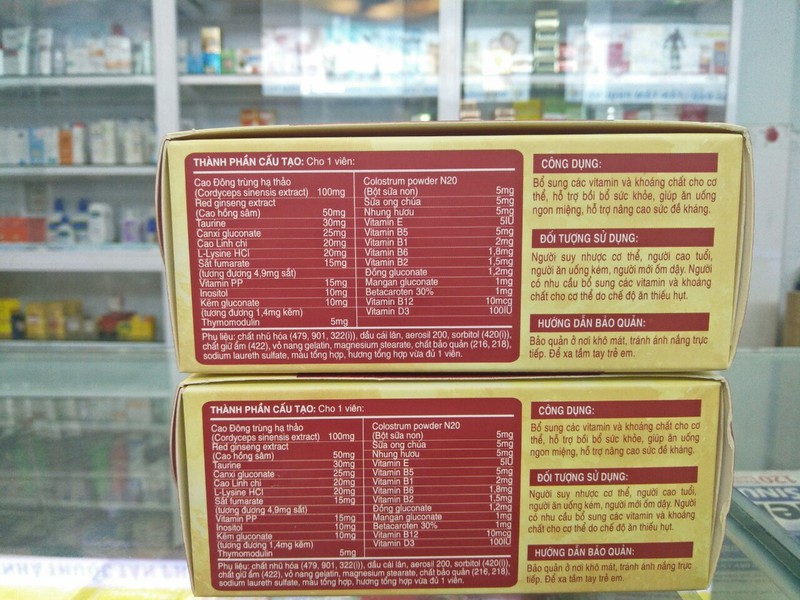 THÀNH PHẦN CẤU TẠO: Cho 1 viên:
Cao Đông trùng hạ thảo
(Cordyceps sinensis extract) 100mg
Red ginseng extract
(Cao hồng sâm) 50mg
Taurine 30mg
Canxi gluconate 25mg
Cao Linh chi 20mg
L-Lysine HCl 20mg
Sắt fumarate 15mg
(tương đương 4,9mg sắt)
Vitamin PP 15mg
Inositol 10mg
Kẽm gluconate 10mg
(tương đương 1,4mg kẽm)
Thymomodulin 5mg
Colostrum powder N20
(Bột sữa non) 5mg
Sữa ong chúa 5mg
Nhung hươu 5mg
Vitamin E 5IU
Vitamin B5 5mg
Vitamin B1 2mg
Vitamin B6 1,8mg
Vitamin B2 1,5mg
Đồng gluconate 1,2mg
Mangan gluconate 1mg
Betacaroten 30% 1mg
Vitamin B12 10mcg
Vitamin D3 100IU
Phụ liệu: chất nhũ hóa (479, 901, 322(i)), dầu cải lân, aerosil 200, sorbitol (420(i)),
chất giữ ẩm (422), vỏ nang gelatin, magnesium stearate, chất bảo quản (216, 218),
sodium laureth sulfate, màu tổng hợp, hương tổng hợp vừa đủ 1 viên.
CÔNG DỤNG:
Bổ sung các vitamin và khoáng chất cho cơ
thể, hỗ trợ bồi bổ sức khỏe, giúp ăn uống
ngon miệng, hỗ trợ nâng cao sức đề kháng.
ĐỐI TƯỢNG SỬ DỤNG:
Người suy nhược cơ thể, người cao tuổi,
người ăn uống kém, người mới ốm dậy. Người
có nhu cầu bổ sung các vitamin và khoáng
chất cho cơ thể do chế độ ăn thiếu hụt.
HƯỚNG DẪN BẢO QUẢN:
Bảo quản ở nơi khô mát, tránh ánh nắng trực
tiếp. Để xa tầm tay trẻ em.
THÀNH PHẦN CẤU TẠO: Cho 1 viên:
Cao Đông trùng hạ thảo
(Cordyceps sinensis extract) 100mg
Red ginseng extract
(Cao hồng sâm) 50mg
Taurine 30mg
Canxi gluconate 25mg
Cao Linh chi 20mg
L-Lysine HCl 20mg
Sắt fumarate 15mg
(tương đương 4,9mg sắt)
Vitamin PP 15mg
Inositol 10mg
Kẽm gluconate 10mg
(tương đương 1,4mg kẽm)
Thymomodulin 5mg
Colostrum powder N20
(Bột sữa non) 5mg
Sữa ong chúa 5mg
Nhung hươu 5mg
Vitamin E 5IU
Vitamin B5 5mg
Vitamin B1 2mg
Vitamin B6 1,8mg
Vitamin B2 1,5mg
Đồng gluconate 1,2mg
Mangan gluconate 1mg
Betacaroten 30% 1mg
Vitamin B12 10mcg
Vitamin D3 100IU
Phụ liệu: chất nhũ hóa (479, 901, 322(i)), dầu cải lân, aerosil 200, sorbitol (420(i)),
chất giữ ẩm (422), vỏ nang gelatin, magnesium stearate, chất bảo quản (216, 218),
sodium laureth sulfate, màu tổng hợp, hương tổng hợp vừa đủ 1 viên.
CÔNG DỤNG:
Bổ sung các vitamin và khoáng chất cho cơ
thể, hỗ trợ bồi bổ sức khỏe, giúp ăn uống
ngon miệng, hỗ trợ nâng cao sức đề kháng.
ĐỐI TƯỢNG SỬ DỤNG:
Người suy nhược cơ thể, người cao tuổi,
người ăn uống kém, người mới ốm dậy. Người
có nhu cầu bổ sung các vitamin và khoáng
chất cho cơ thể do chế độ ăn thiếu hụt.
HƯỚNG DẪN BẢO QUẢN:
Bảo quản ở nơi khô mát, tránh ánh nắng trực
tiếp. Để xa tầm tay trẻ em.
120
NHÀ THUỐC TÂN